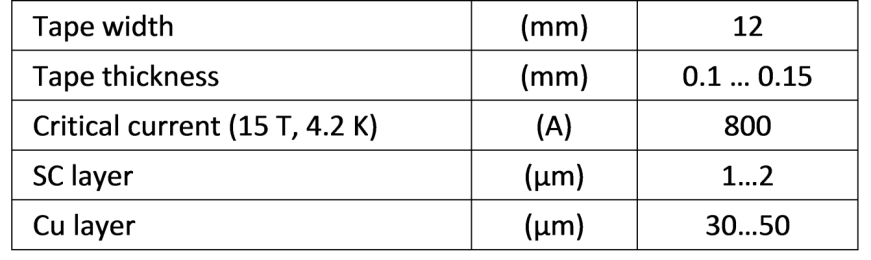 Tape width (mm) 12
Tape thickness (mm) 0.1 ... 0.15
Critical current (15 T, 4.2 K) (A) 800
SC layer (μm) 1...2
Cu layer (μm) 30...50